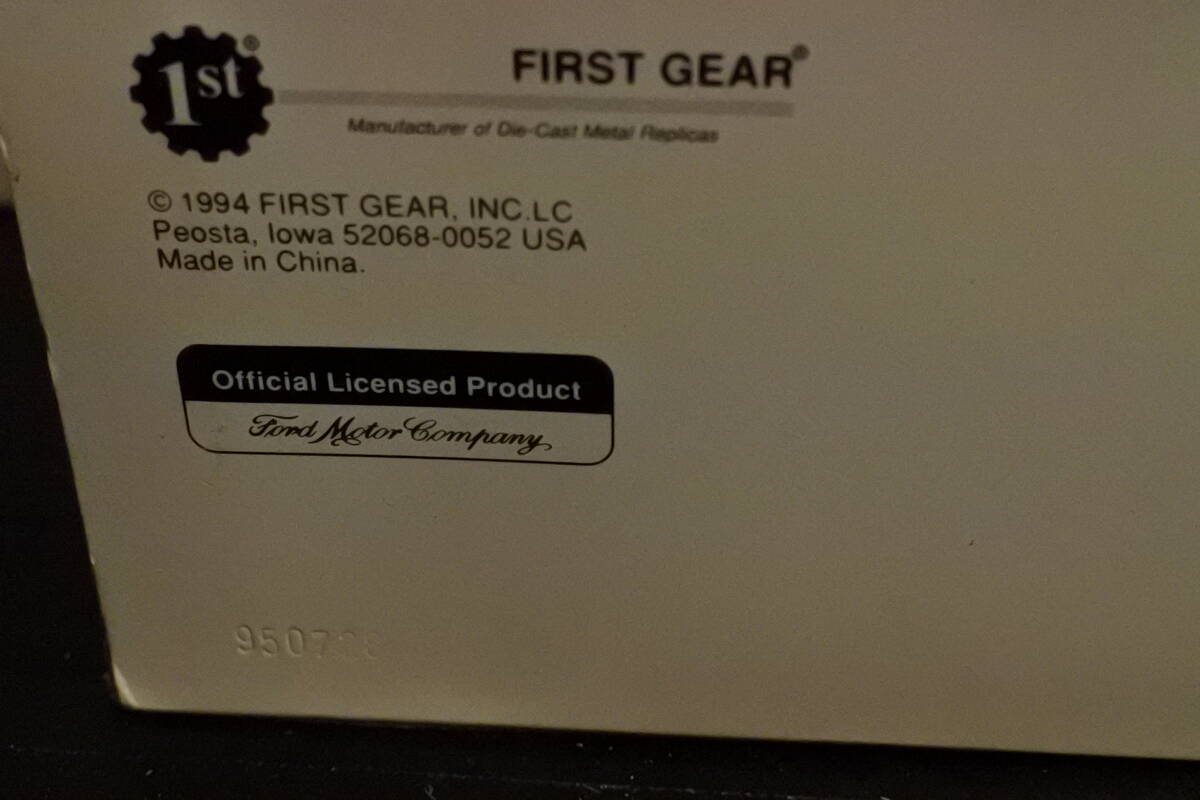 1st®
FIRST GEAR®
Manufacturer of Die-Cast Metal Replicas
© 1994 FIRST GEAR, INC.LC
Peosta, Iowa 52068-0052 USA
Made in China.
Official Licensed Product
Ford Motor Company